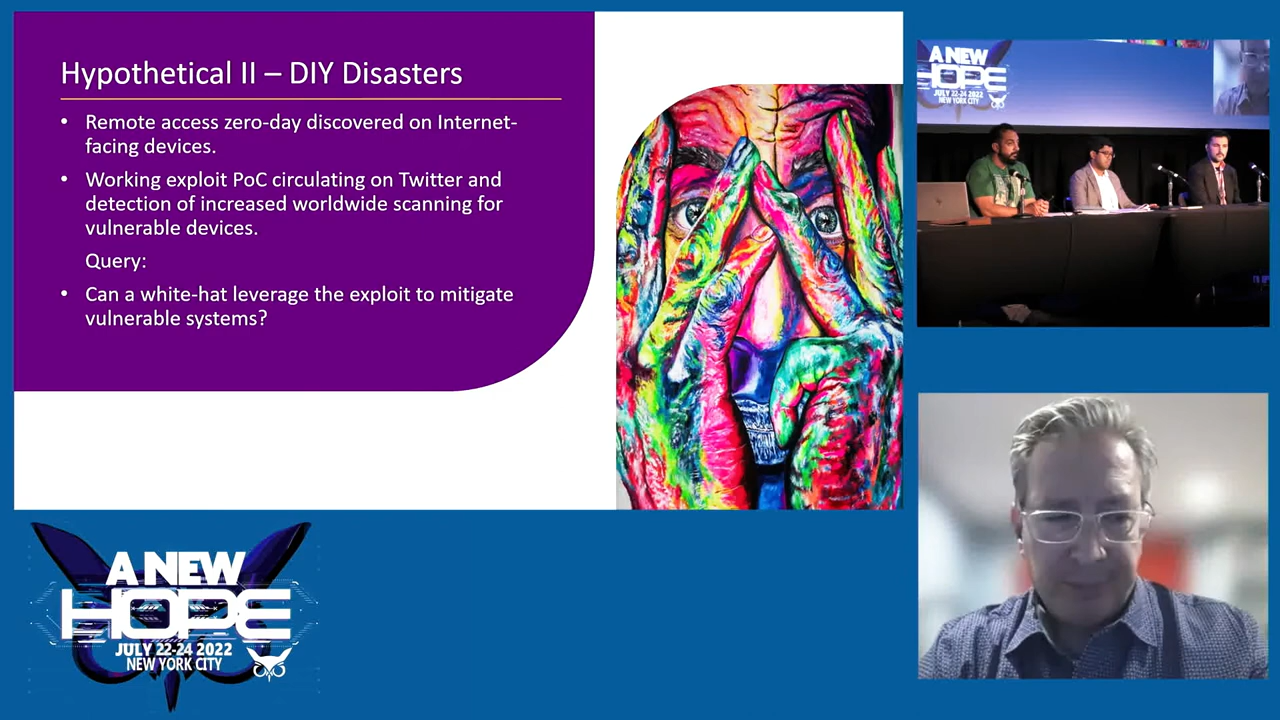 Hypothetical II – DIY Disasters
• Remote access zero-day discovered on Internet-
facing devices.
• Working exploit PoC circulating on Twitter and
detection of increased worldwide scanning for
vulnerable devices.
Query:
• Can a white-hat leverage the exploit to mitigate
vulnerable systems?
A NEW
HOPE
JULY 22-24 2022
NEW YORK CITY
A NEW
HOPE
JULY 22-24 2022
NEW YORK CITY